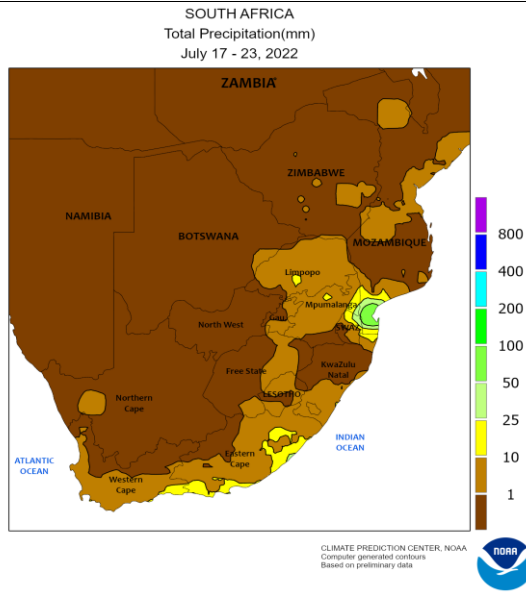 SOUTH AFRICA
Total Precipitation(mm)
July 17 - 23, 2022
ZAMBIA
ZIMBABWE
NAMIBIA
BOTSWANA
MOZAMBIQUE
Limpopo
Mpumalanga
North West
Gau
SWAZI
Free State
KwaZulu
Natal
LESOTHO
Northern
Cape
Eastern
Cape
Western
Cape
ATLANTIC
OCEAN
INDIAN
OCEAN
800
400
200
100
50
25
10
1
CLIMATE PREDICTION CENTER, NOAA
Computer generated contours
Based on preliminary data
NOAA